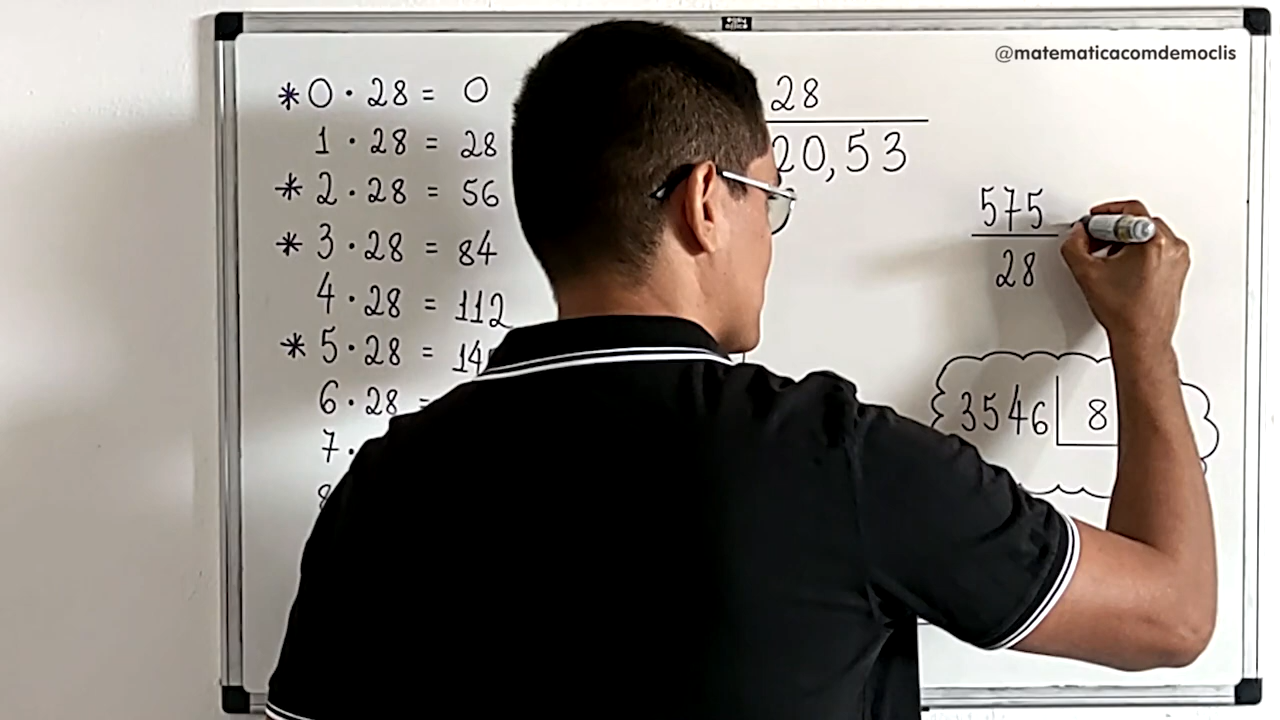 @matematicacomdemoclis
* 0 · 28 = 0
1 · 28 = 28
* 2 · 28 = 56
* 3 · 28 = 84
4 · 28 = 112
* 5 · 28 = 14
6 · 28 =
7 ·
28
20,53
575
28
3546 8